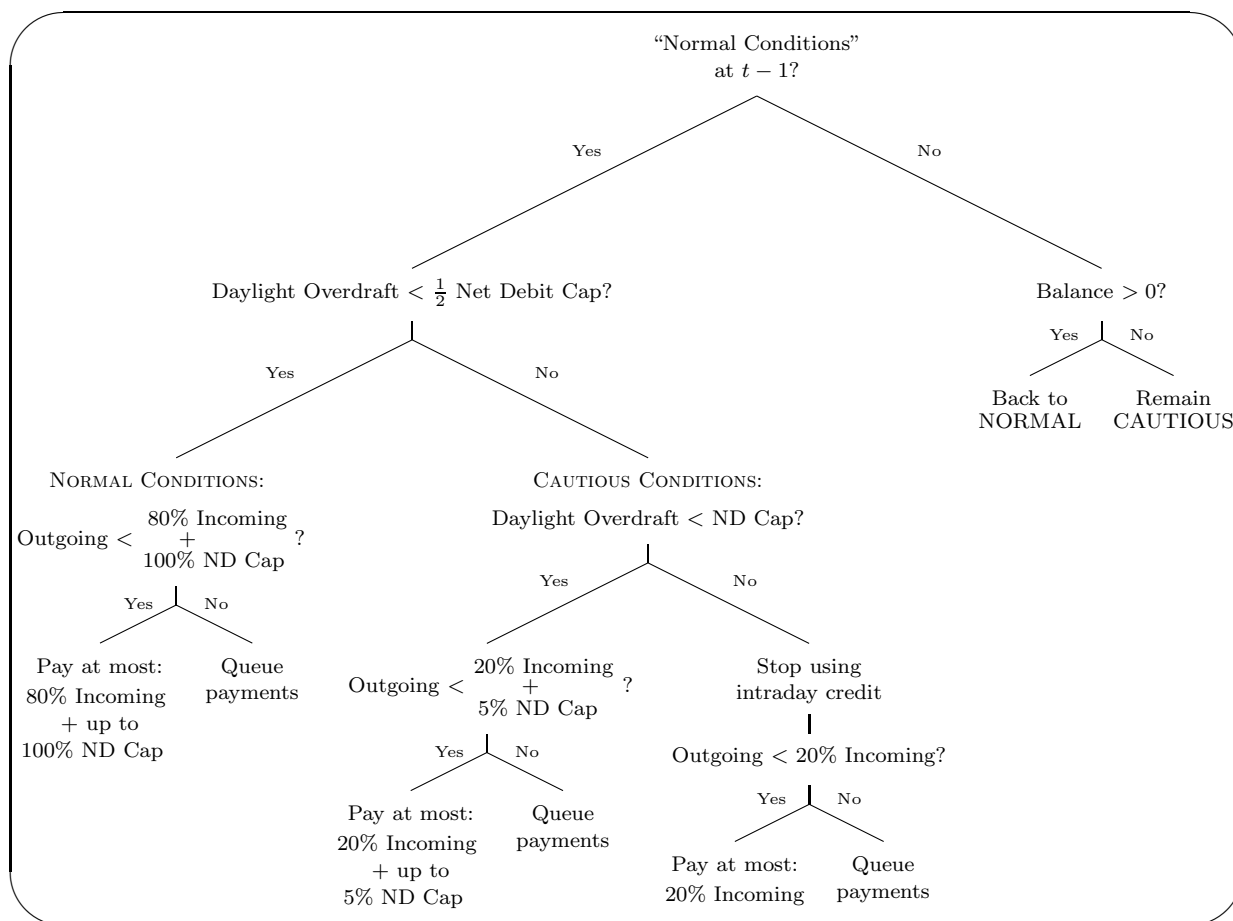 “Normal Conditions”
at t − 1?
Yes
No
Daylight Overdraft < 1/2 Net Debit Cap?
Balance > 0?
Yes
No
Yes
No
Back to
NORMAL
Remain
CAUTIOUS
NORMAL CONDITIONS:
Outgoing <
80% Incoming
+
100% ND Cap
?
CAUTIOUS CONDITIONS:
Daylight Overdraft < ND Cap?
Yes
No
Yes
No
Pay at most:
80% Incoming
+ up to
100% ND Cap
Queue
payments
Outgoing <
20% Incoming
+
5% ND Cap
?
Stop using
intraday credit
Outgoing < 20% Incoming?
Yes
No
Yes
No
Pay at most:
20% Incoming
+ up to
5% ND Cap
Queue
payments
Pay at most:
20% Incoming
Queue
payments